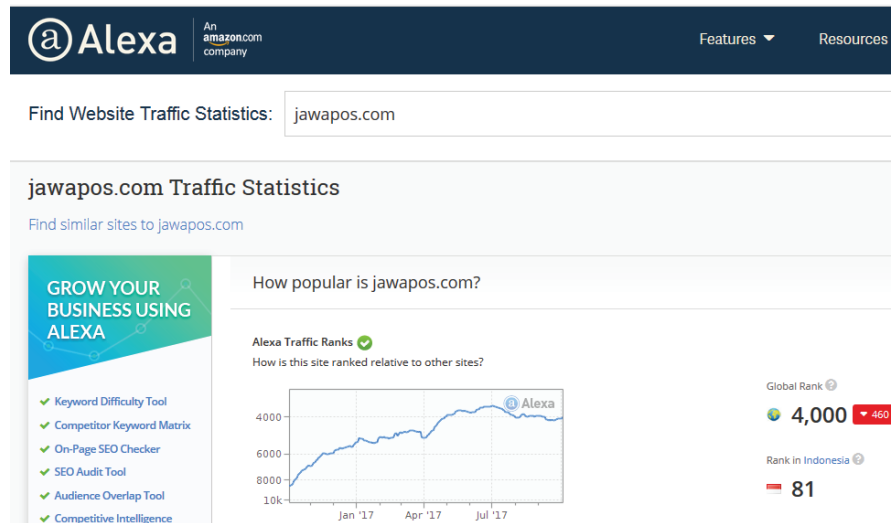 Alexa
An
amazon.com
company
Features
Resources
Find Website Traffic Statistics:
jawapos.com
jawapos.com Traffic Statistics
Find similar sites to jawapos.com
GROW YOUR
BUSINESS USING
ALEXA
Keyword Difficulty Tool
Competitor Keyword Matrix
On-Page SEO Checker
SEO Audit Tool
Audience Overlap Tool
Competitive Intelligence
How popular is jawapos.com?
Alexa Traffic Ranks
How is this site ranked relative to other sites?
Alexa
4000
6000
8000
10k
Jan '17 Apr '17 Jul '17
Global Rank ?
4,000 460
Rank in Indonesia ?
81